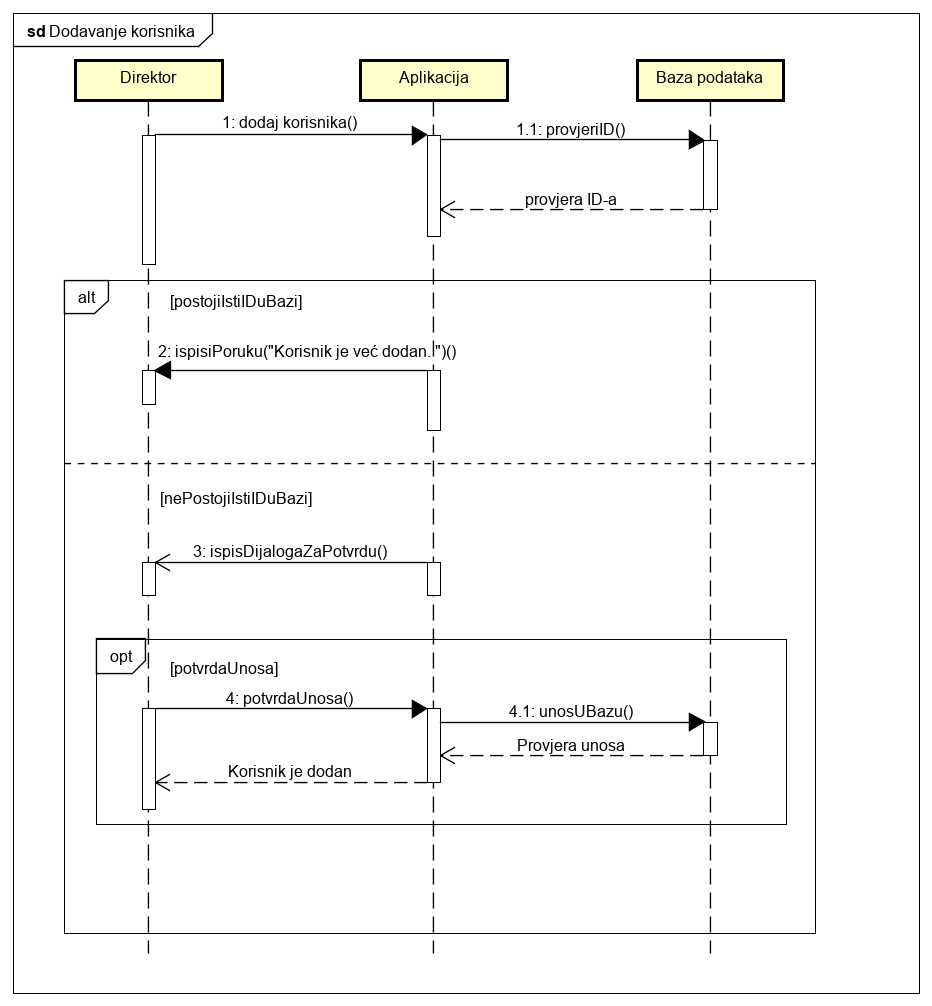 sd Dodavanje korisnika
Direktor
Aplikacija
Baza podataka
1: dodaj korisnika()
1.1: provjeriID()
provjera ID-a
alt
[postojiIstiIDuBazi]
2: ispisiPoruku("Korisnik je već dodan.")()
[nePostojiIstiIDuBazi]
3: ispisDijalogaZaPotvrdu()
opt
[potvrdaUnosa]
4: potvrdaUnosa()
4.1: unosUBazu()
Provjera unosa
Korisnik je dodan